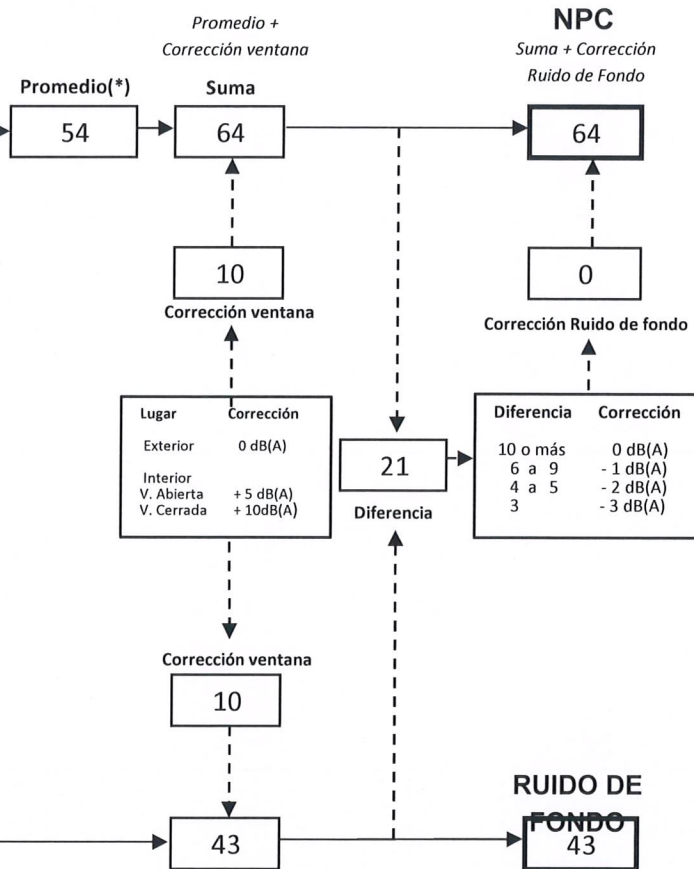 Promedio +
Corrección ventana
NPC
Suma + Corrección
Ruido de Fondo
Promedio(*)
Suma
54
64
64
10
Corrección ventana
0
Corrección Ruido de fondo
Lugar Corrección
Exterior 0 dB(A)
Interior
V. Abierta + 5 dB(A)
V. Cerrada + 10dB(A)
21
Diferencia
Diferencia Corrección
10 o más 0 dB(A)
6 a 9 - 1 dB(A)
4 a 5 - 2 dB(A)
3 - 3 dB(A)
Corrección ventana
10
RUIDO DE
FONDO
43
43